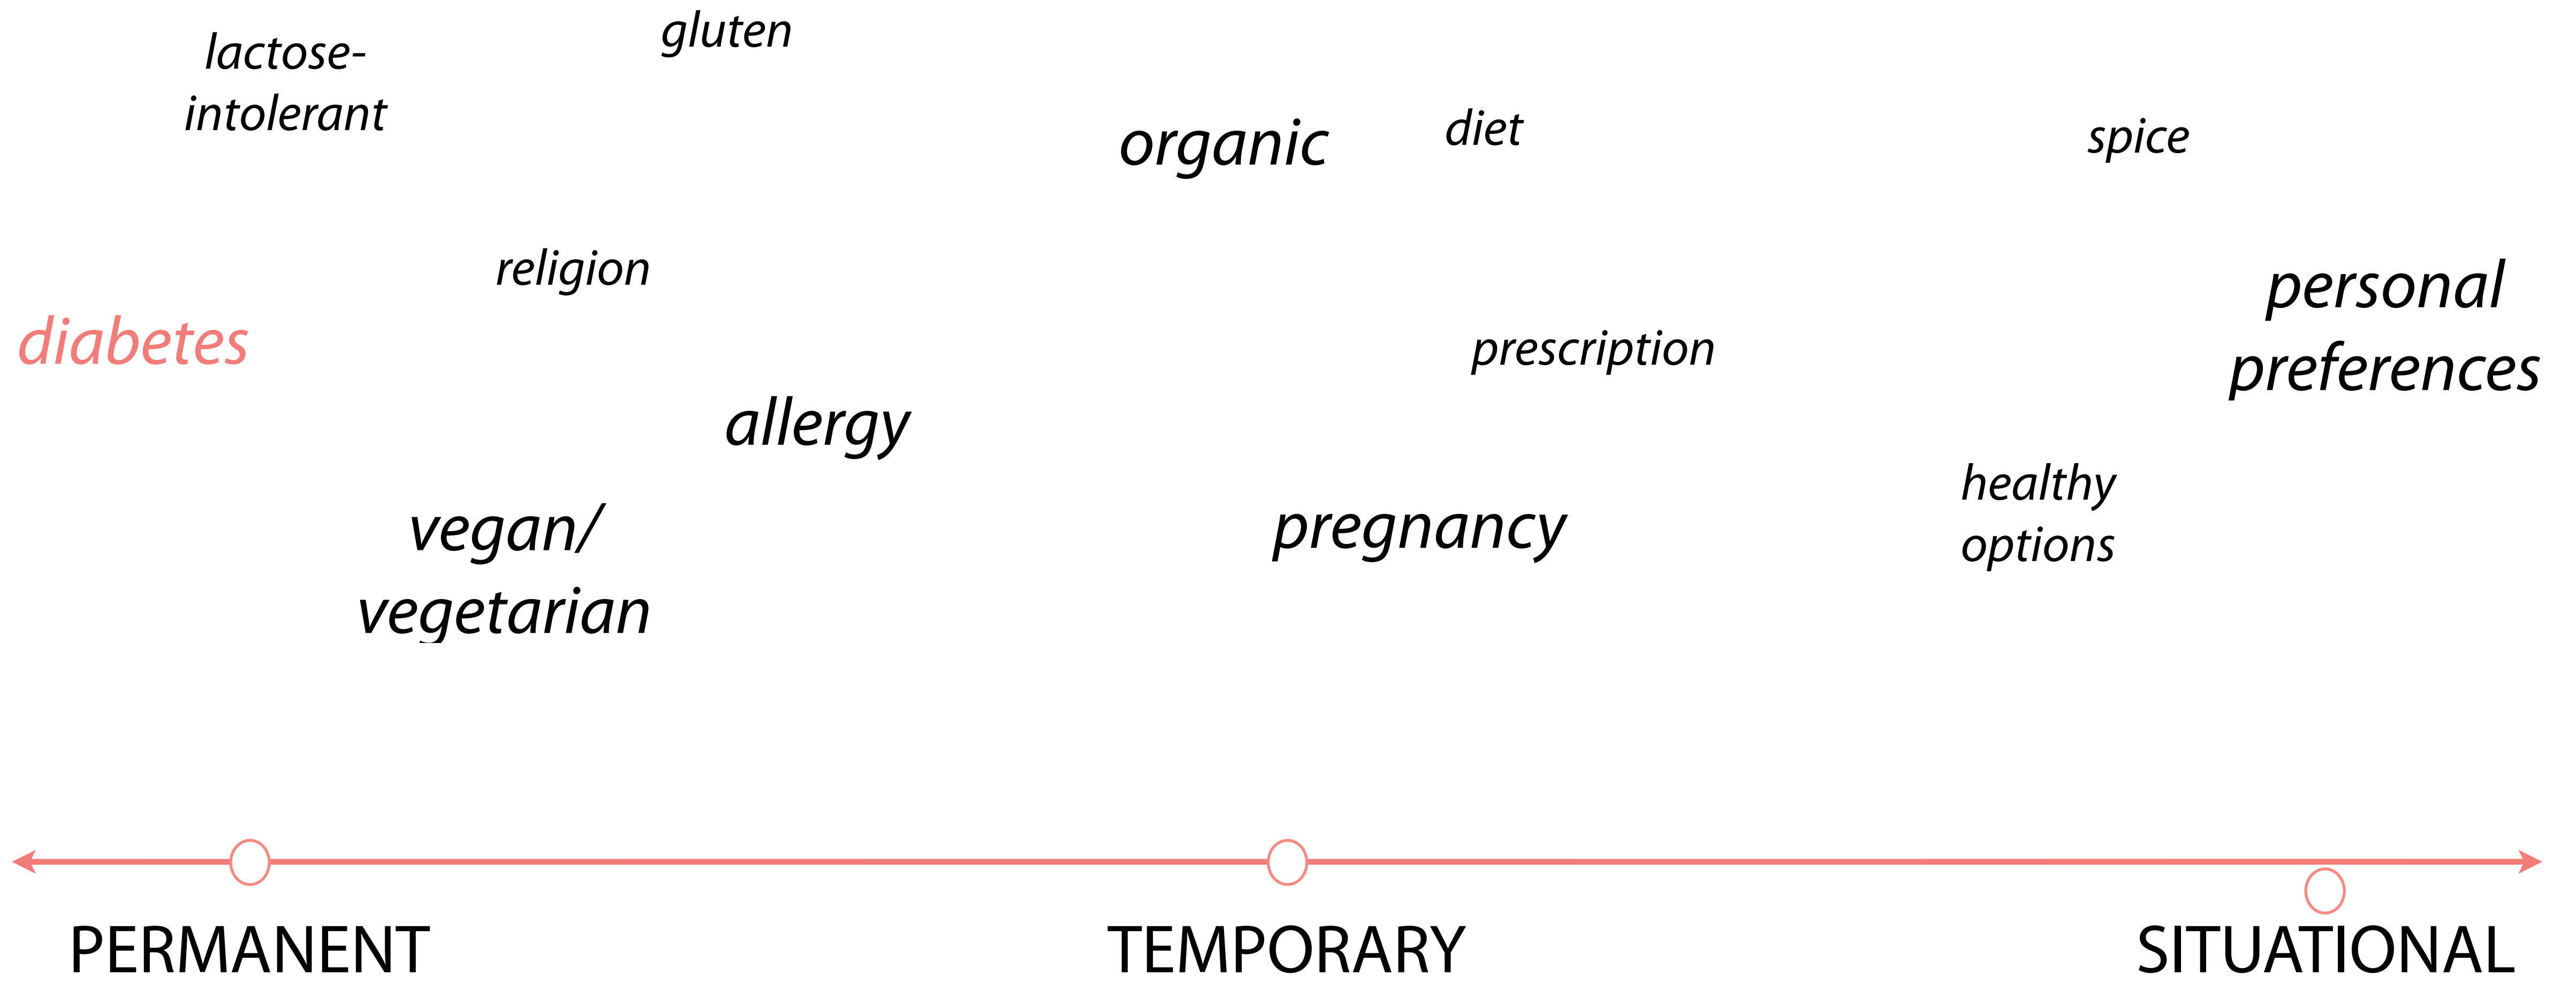 gluten
lactose-
intolerant
organic
diet
spice
religion
personal
preferences
diabetes
prescription
allergy
healthy
options
vegan/
vegetarian
pregnancy
PERMANENT
TEMPORARY
SITUATIONAL